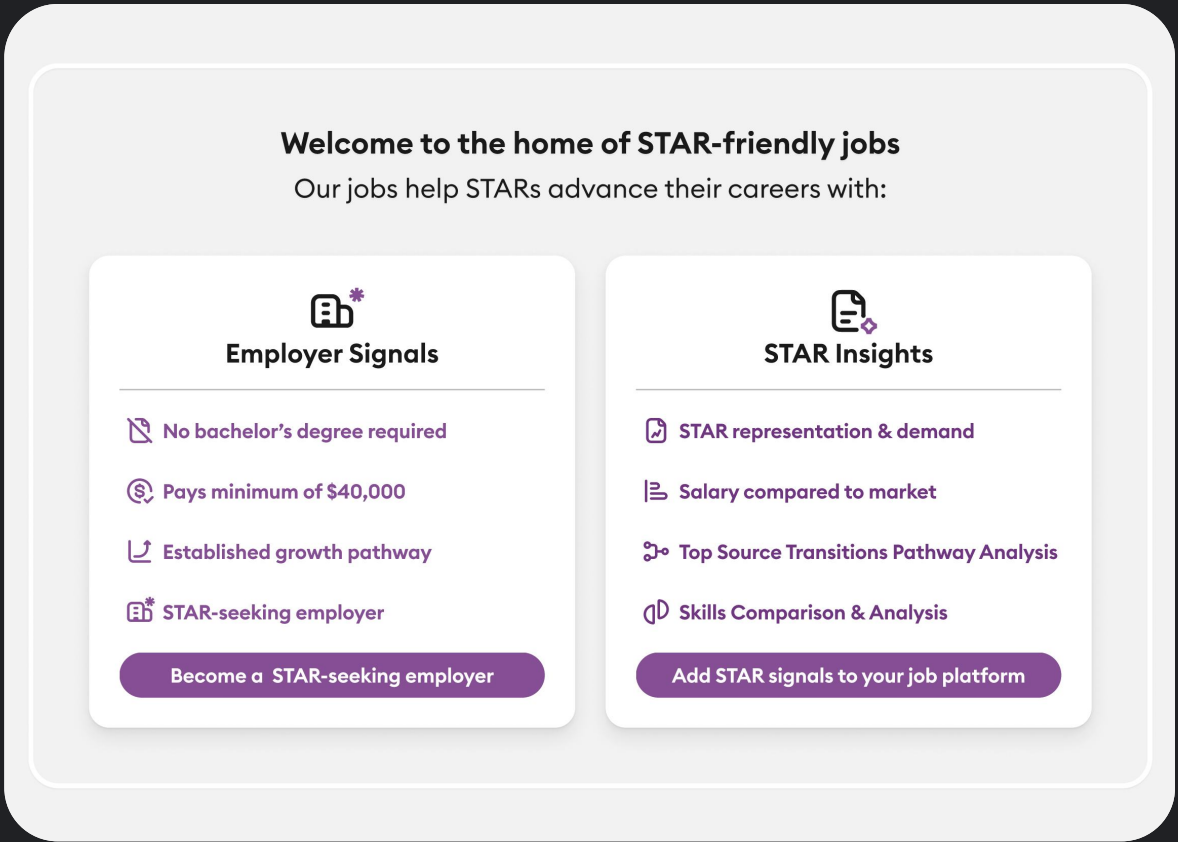 Welcome to the home of STAR-friendly jobs
Our jobs help STARs advance their careers with:
Employer Signals
No bachelor’s degree required
Pays minimum of $40,000
Established growth pathway
STAR-seeking employer
Become a STAR-seeking employer
STAR Insights
STAR representation & demand
Salary compared to market
Top Source Transitions Pathway Analysis
Skills Comparison & Analysis
Add STAR signals to your job platform